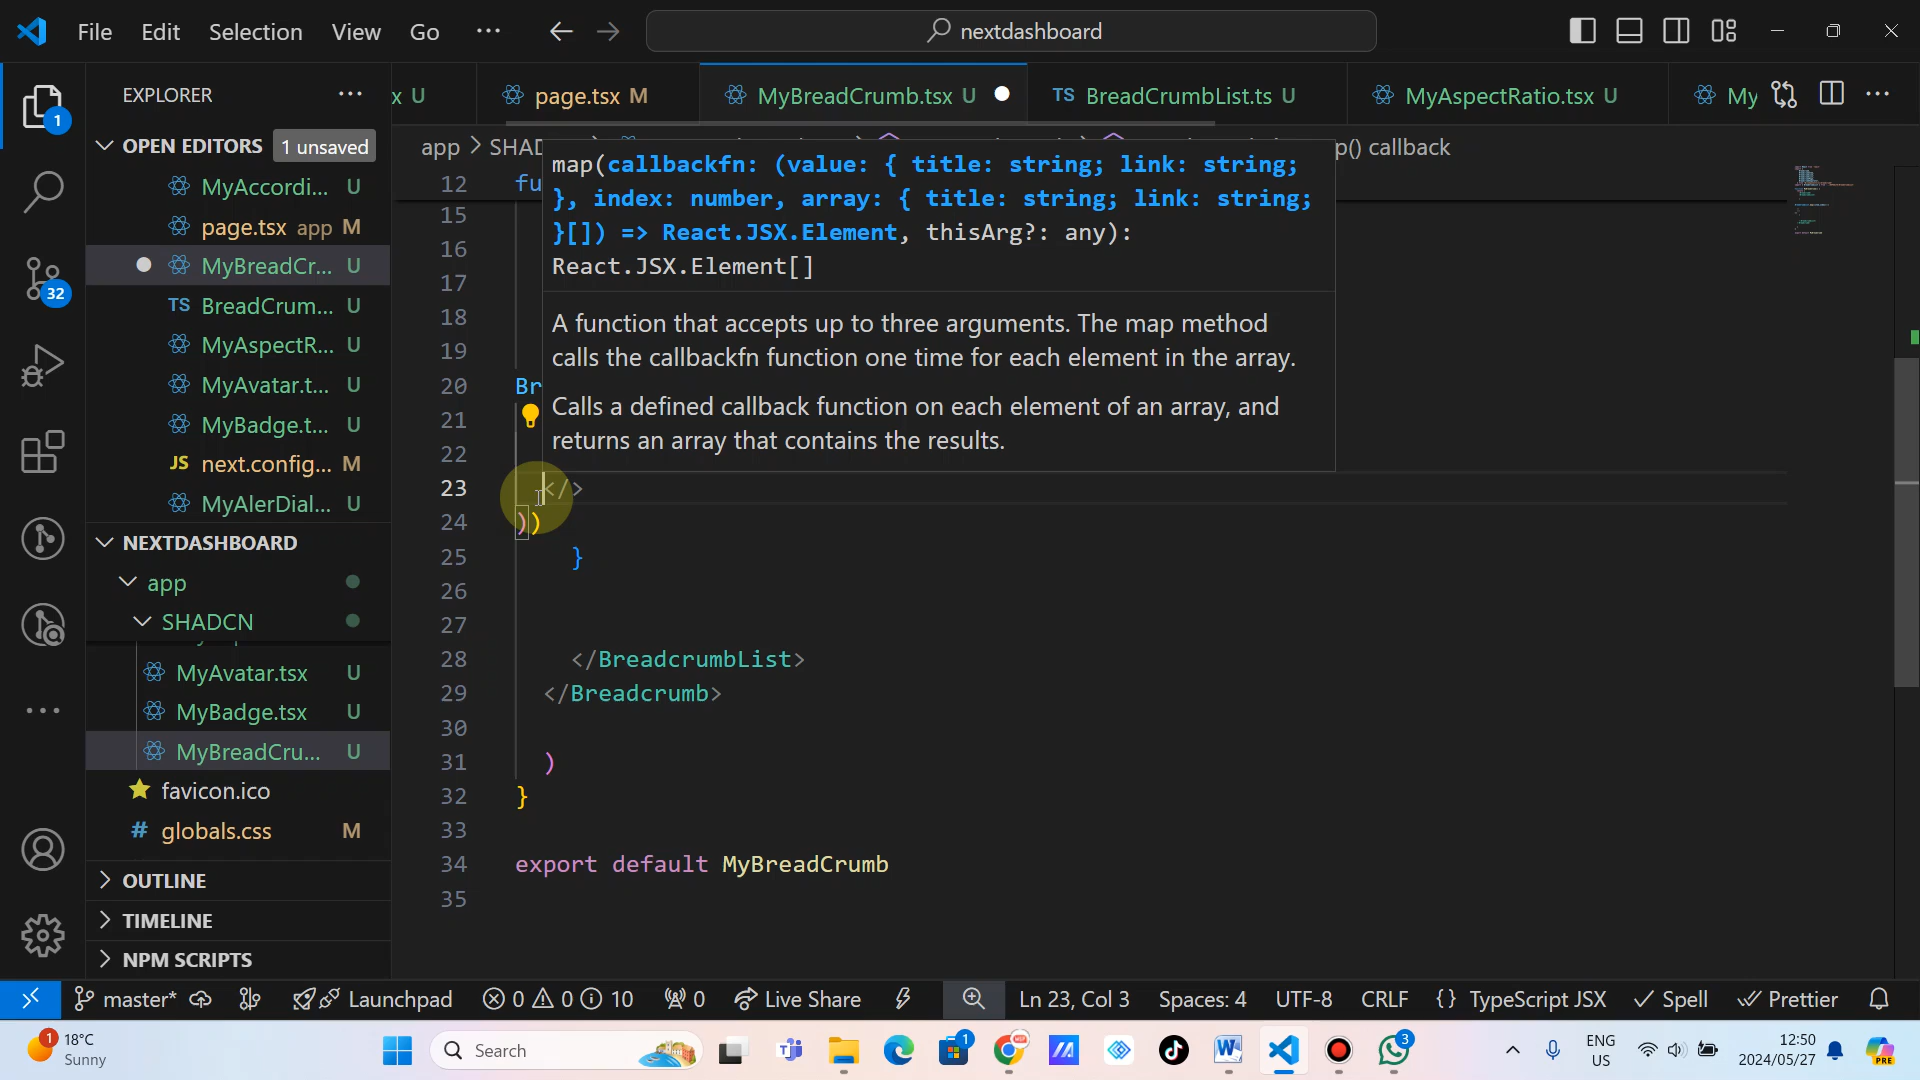 File Edit Selection View Go ···
nextdashboard
EXPLORER ···
1
OPEN EDITORS 1 unsaved
MyAccordi... U
page.tsx app M
MyBreadCr... U
TS BreadCrum... U
MyAspectR... U
MyAvatar.t... U
MyBadge.t... U
JS next.config... M
MyAlerDial... U
32
NEXTDASHBOARD
app
SHADCN
MyAvatar.tsx U
MyBadge.tsx U
MyBreadCru... U
favicon.ico
# globals.css M
OUTLINE
TIMELINE
NPM SCRIPTS
x U
page.tsx M
MyBreadCrumb.tsx U
TS BreadCrumbList.ts U
MyAspectRatio.tsx U
My
app > SHAD
p() callback
map(callbackfn: (value: { title: string; link: string;
}, index: number, array: { title: string; link: string;
}[]) => React.JSX.Element, thisArg?: any):
React.JSX.Element[]
A function that accepts up to three arguments. The map method
calls the callbackfn function one time for each element in the array.
Calls a defined callback function on each element of an array, and
returns an array that contains the results.
12 fu
15
16
17
18
19
20 Br
21
22
23 </>
24 ))
25 }
26
27
28 </BreadcrumbList>
29 </Breadcrumb>
30
31 )
32 }
33
34 export default MyBreadCrumb
35
master* Launchpad 0 0 10 0 Live Share Ln 23, Col 3 Spaces: 4 UTF-8 CRLF {} TypeScript JSX Spell Prettier
1 18°C
Sunny
Search
1
3
PRE
ENG
US
12:50
2024/05/27